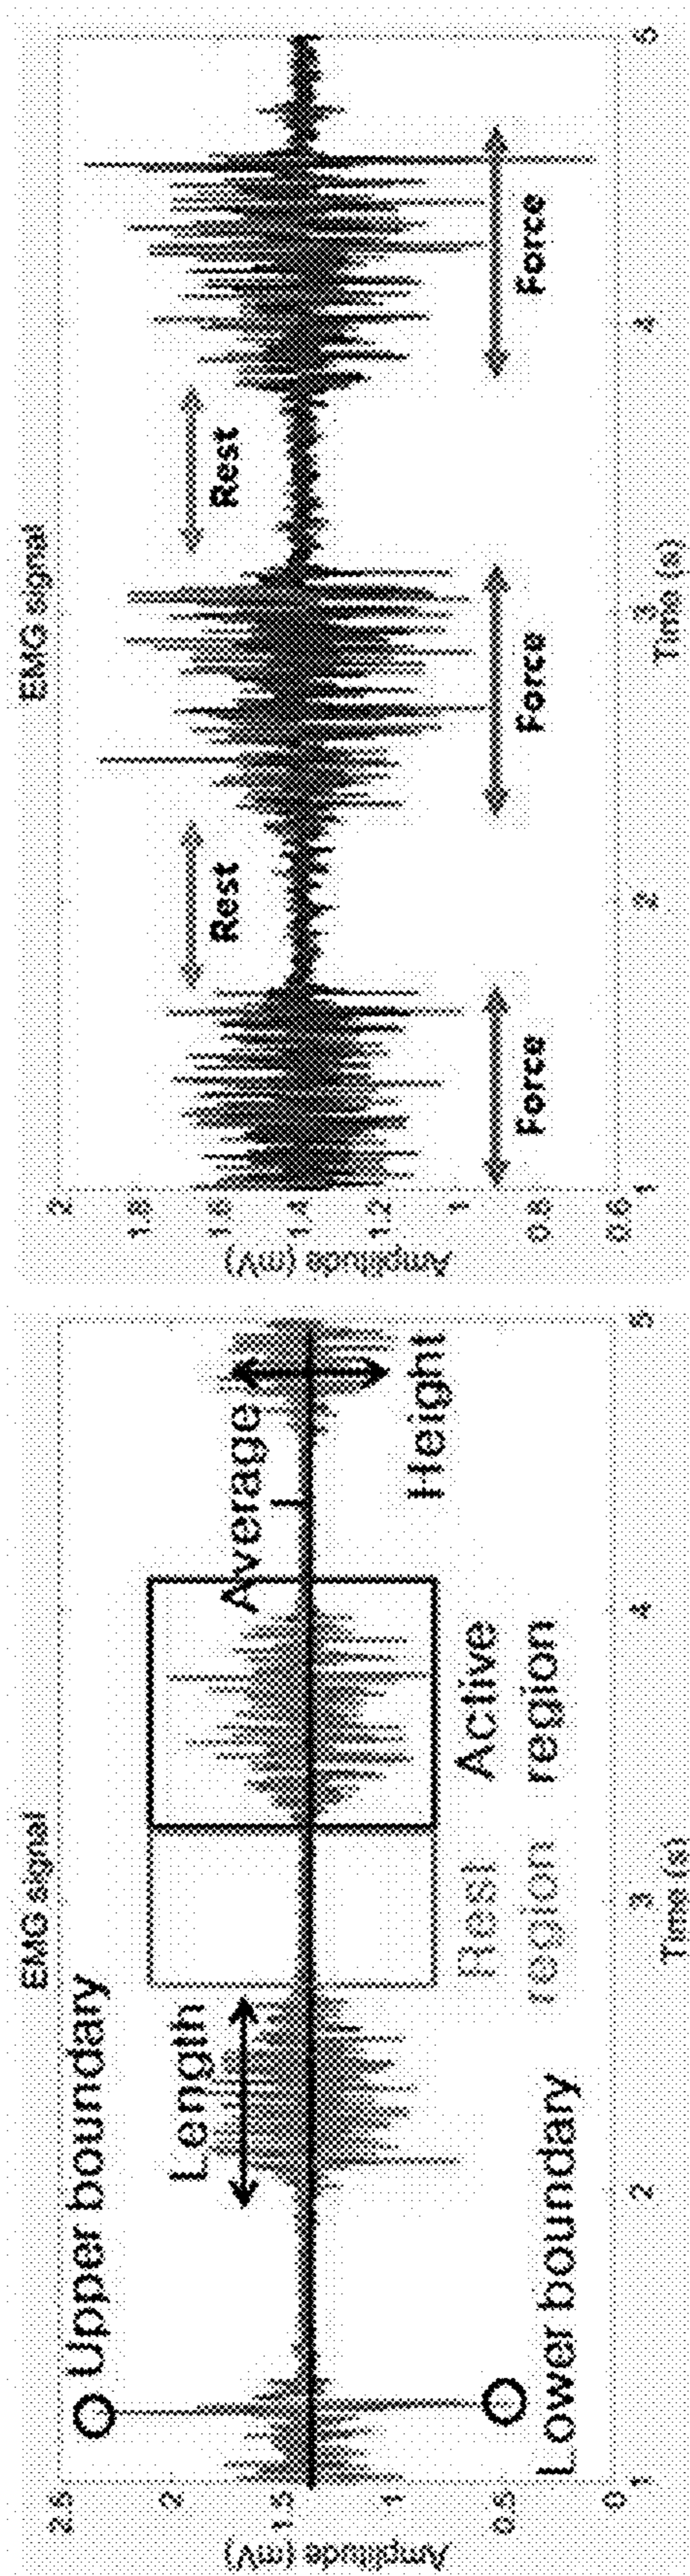 EMG signal
Upper boundary
Length
Average
Height
Rest
region
Active
region
Lower boundary
Amplitude (mV)
2.5
2
1.5
1
0.5
0
1 2 3 4 5
Time (s)
EMG signal
Rest Rest
Force Force Force
Amplitude (mV)
2
1.8
1.6
1.4
1.2
1
0.8
0.6
1 2 3 4 5
Time (s)